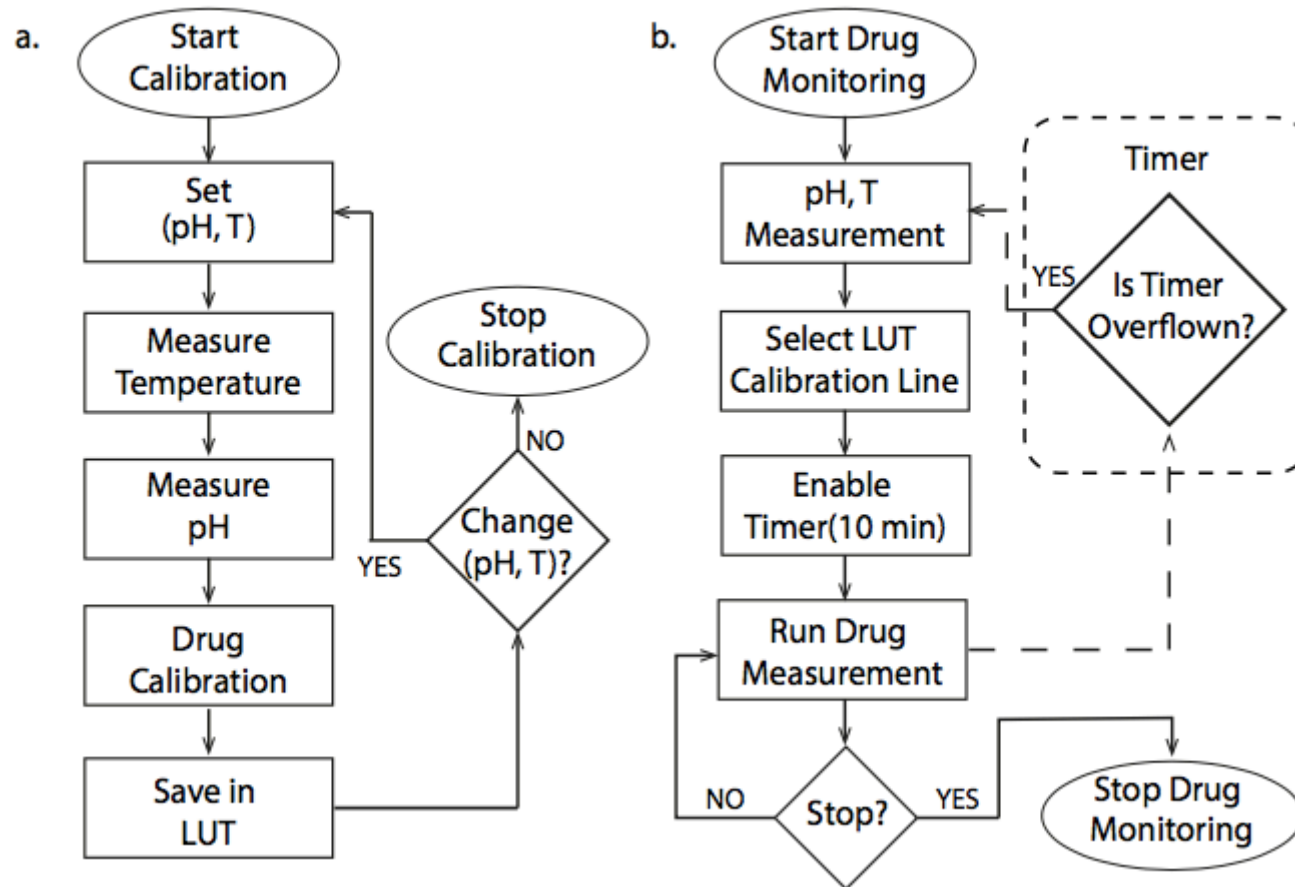 a.
Start
Calibration
Set
(pH, T)
Measure
Temperature
Measure
pH
Drug
Calibration
Save in
LUT
Change
(pH, T)?
YES
NO
Stop
Calibration
b.
Start Drug
Monitoring
pH, T
Measurement
Select LUT
Calibration Line
Enable
Timer(10 min)
Run Drug
Measurement
Stop?
NO
YES
Stop Drug
Monitoring
Timer
Is Timer
Overflown?
YES